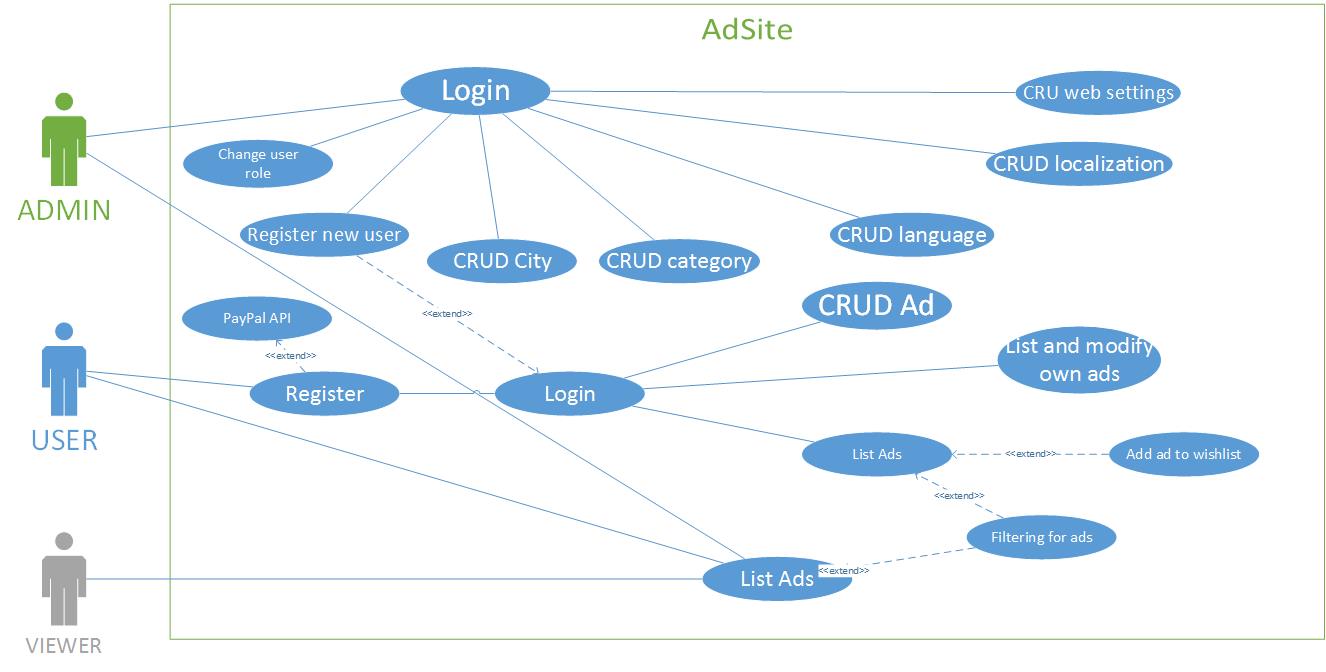 AdSite
Login
CRU web settings
Change user
role
CRUD localization
ADMIN
Register new user
CRUD language
CRUD City
CRUD category
CRUD Ad
<<extend>>
PayPal API
<<extend>>
List and modify
own ads
Register
Login
USER
List Ads
<<extend>>
Add ad to wishlist
<<extend>>
Filtering for ads
List Ads
<<extend>>
VIEWER